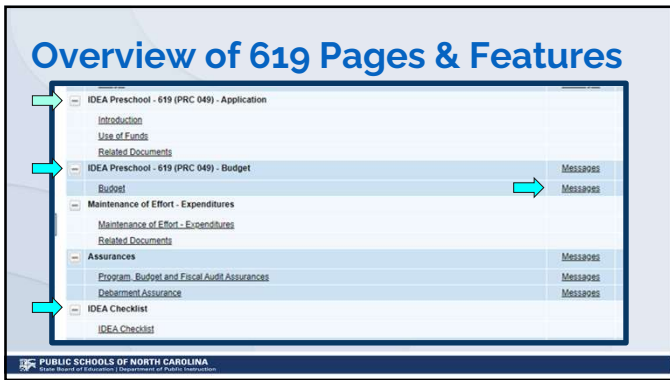 Overview of 619 Pages & Features
IDEA Preschool - 619 (PRC 049) - Application
Introduction
Use of Funds
Related Documents
IDEA Preschool - 619 (PRC 049) - Budget Messages
Budget Messages
Maintenance of Effort - Expenditures
Maintenance of Effort - Expenditures
Related Documents
Assurances Messages
Program, Budget and Fiscal Audit Assurances Messages
Debarment Assurance Messages
IDEA Checklist
IDEA Checklist
PUBLIC SCHOOLS OF NORTH CAROLINA
State Board of Education | Department of Public Instruction